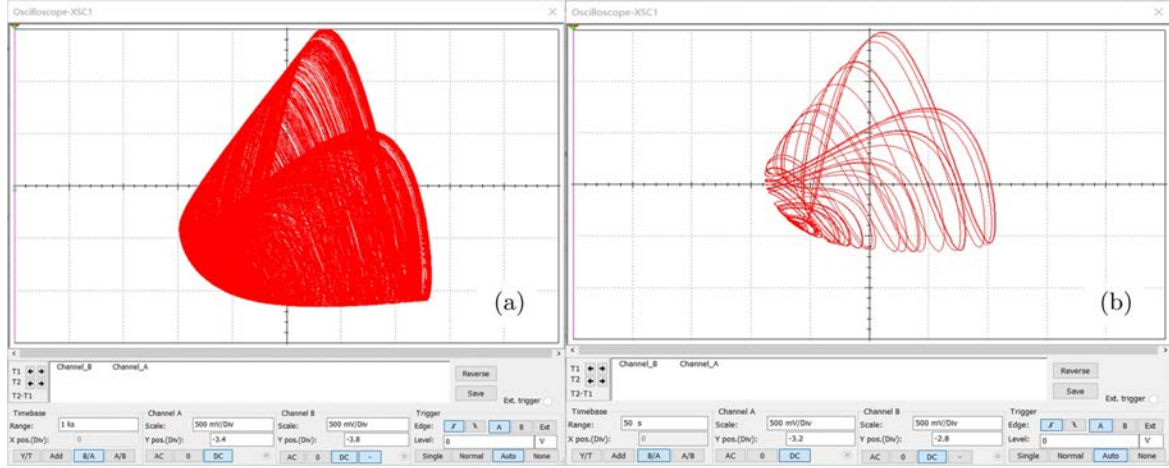 Oscilloscope-XSC1
(a)
T1
T2
T2-T1
Channel_B Channel_A
Reverse
Save
Ext. trigger
Timebase
Range: 1 ks
X pos.(Div): 0
Y/T Add B/A A/B
Channel A
Scale: 500 mV/Div
Y pos.(Div): -3.4
AC 0 DC
Channel B
Scale: 500 mV/Div
Y pos.(Div): -3.8
AC 0 DC -
Trigger
Edge: A B Ext
Level: 0 V
Single Normal Auto None
Oscilloscope-XSC1
(b)
T1
T2
T2-T1
Channel_B Channel_A
Reverse
Save
Ext. trigger
Timebase
Range: 50 s
X pos.(Div): 0
Y/T Add B/A A/B
Channel A
Scale: 500 mV/Div
Y pos.(Div): -3.2
AC 0 DC
Channel B
Scale: 500 mV/Div
Y pos.(Div): -2.8
AC 0 DC -
Trigger
Edge: A B Ext
Level: 0 V
Single Normal Auto None